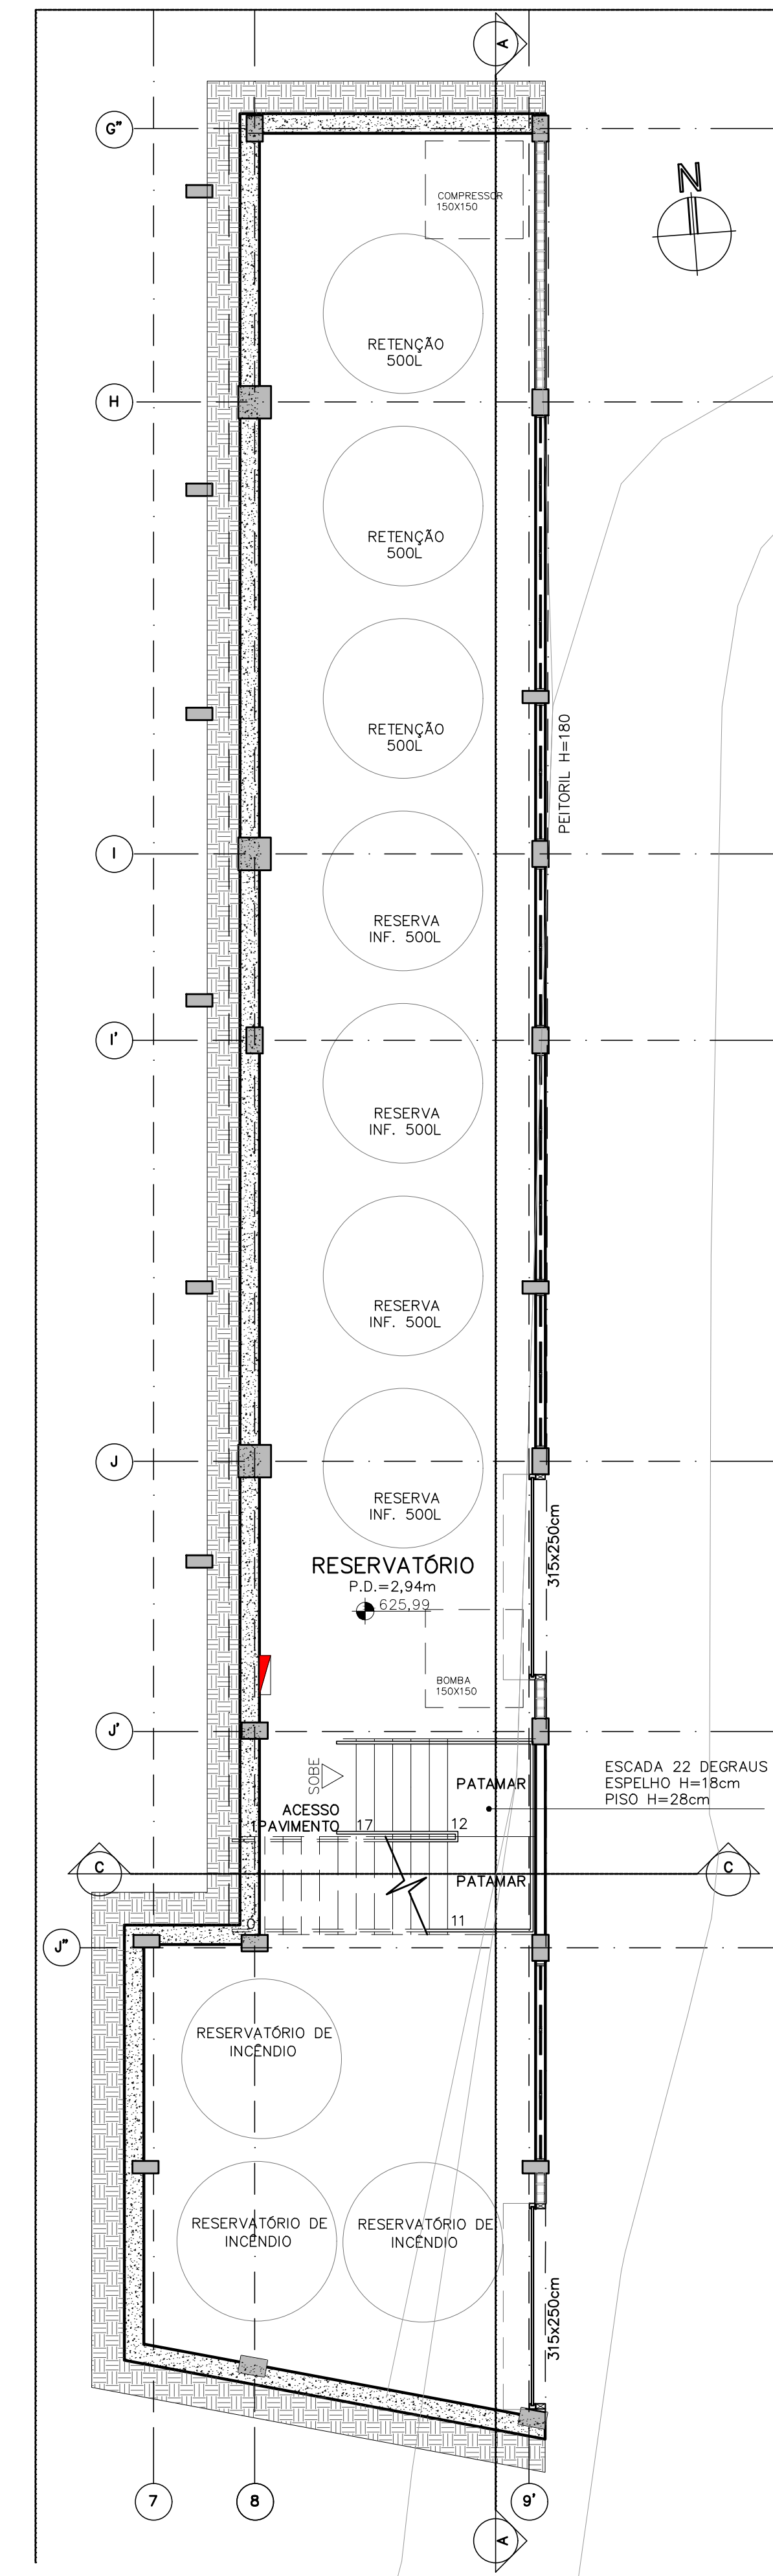 A
G"
N
COMPRESSOR
150X150
RETENÇÃO
500L
H
RETENÇÃO
500L
RETENÇÃO
500L
PEITORIL H=180
I
RESERVA
INF. 500L
I'
RESERVA
INF. 500L
RESERVA
INF. 500L
J
RESERVA
INF. 500L
315x250cm
RESERVATÓRIO
P.D.=2,94m
625,99
BOMBA
150X150
J'
SOBE
PATAMAR
ESCADA 22 DEGRAUS
ESPELHO H=18cm
PISO H=28cm
ACESSO
1PAVIMENTO
17
12
C
C
PATAMAR
0
11
J"
RESERVATÓRIO DE
INCÊNDIO
RESERVATÓRIO DE
INCÊNDIO
RESERVATÓRIO DE
INCÊNDIO
315x250cm
7
8
9'
A